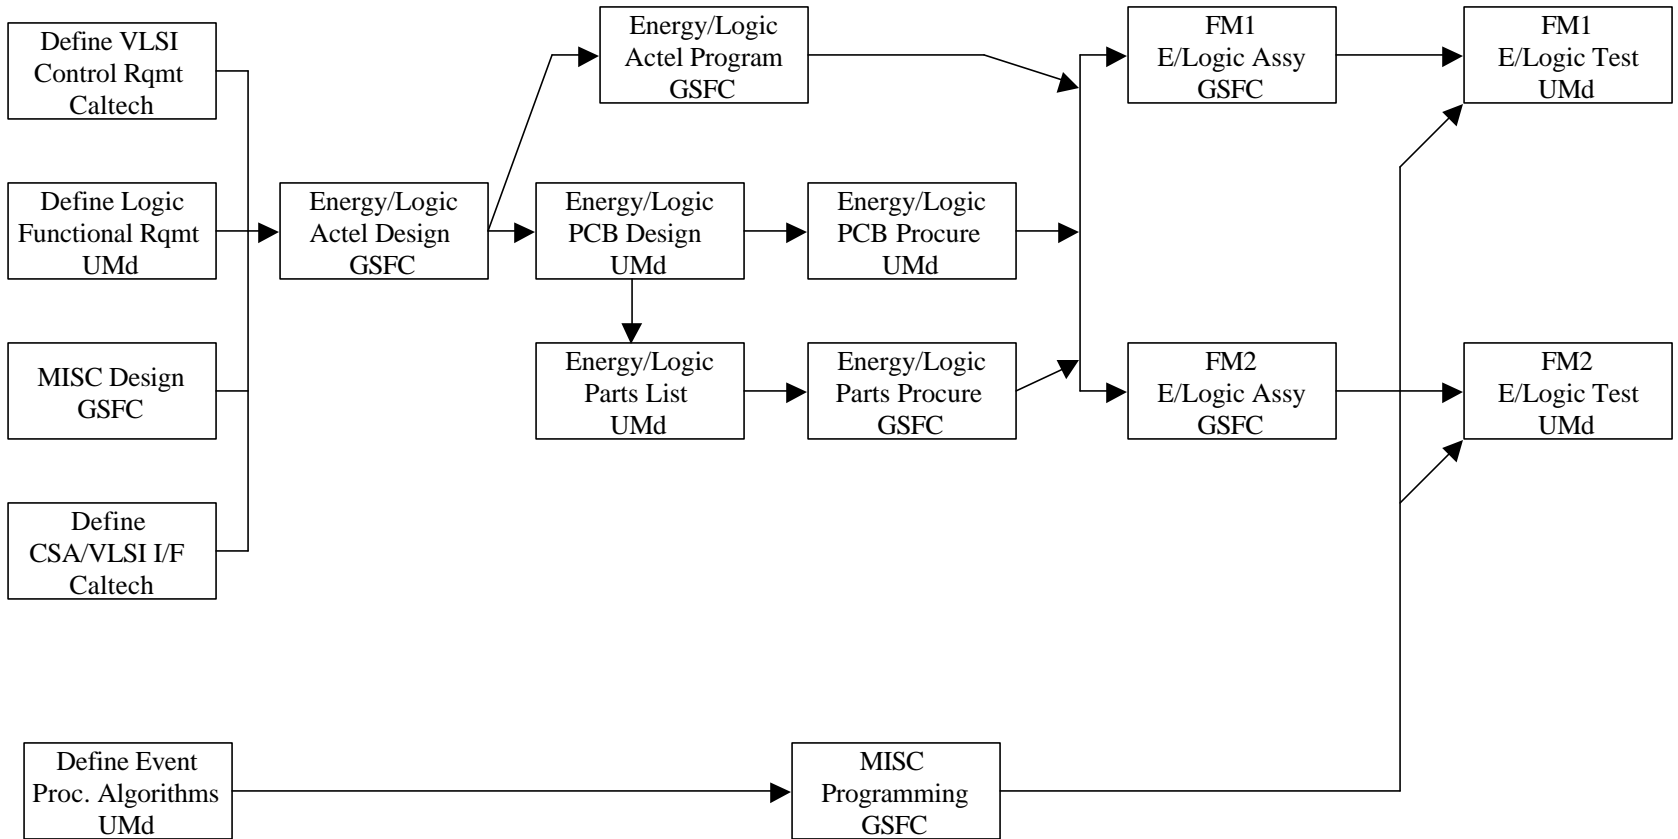 Define VLSI
Control Rqmt
Caltech
Energy/Logic
Actel Program
GSFC
FM1
E/Logic Assy
GSFC
FM1
E/Logic Test
UMd
Define Logic
Functional Rqmt
UMd
Energy/Logic
Actel Design
GSFC
Energy/Logic
PCB Design
UMd
Energy/Logic
PCB Procure
UMd
MISC Design
GSFC
Energy/Logic
Parts List
UMd
Energy/Logic
Parts Procure
GSFC
FM2
E/Logic Assy
GSFC
FM2
E/Logic Test
UMd
Define
CSA/VLSI I/F
Caltech
Define Event
Proc. Algorithms
UMd
MISC
Programming
GSFC